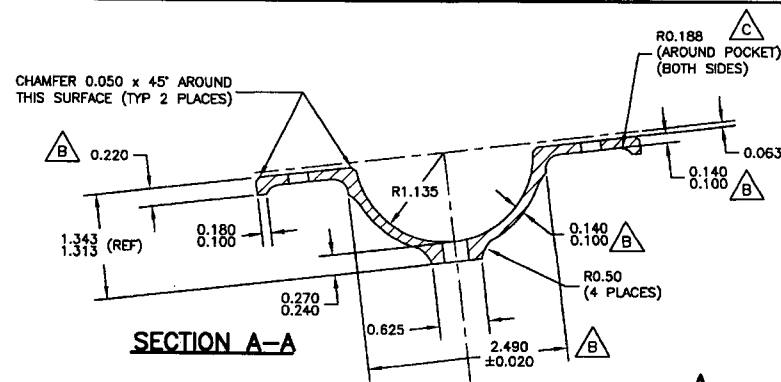 C
R0.188
(AROUND POCKET)
(BOTH SIDES)
CHAMFER 0.050 x 45° AROUND
THIS SURFACE (TYP 2 PLACES)
B 0.220
0.063
0.140
0.100 B
R1.135
0.180
0.100
0.140
0.100 B
1.343
1.313 (REF)
R0.50
(4 PLACES)
0.270
0.240
0.625
2.490
±0.020 B
SECTION A-A